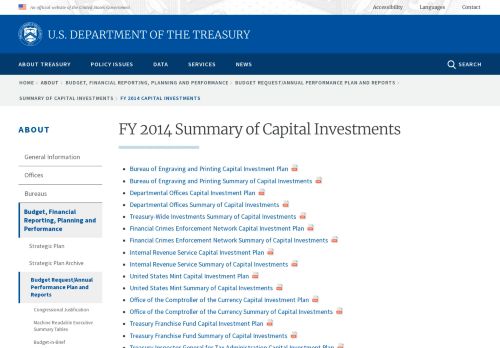 An official website of the United States Government
Accessibility Languages Contact
U.S. DEPARTMENT OF THE TREASURY
ABOUT TREASURY POLICY ISSUES DATA SERVICES NEWS SEARCH
HOME ABOUT BUDGET, FINANCIAL REPORTING, PLANNING AND PERFORMANCE BUDGET REQUEST/ANNUAL PERFORMANCE PLAN AND REPORTS
SUMMARY OF CAPITAL INVESTMENTS FY 2014 CAPITAL INVESTMENTS
ABOUT
General Information
Offices
Bureaus
Budget, Financial
Reporting, Planning and
Performance
Strategic Plan
Strategic Plan Archive
Budget Request/Annual
Performance Plan and
Reports
Congressional Justification
Machine Readable Executive
Summary Tables
Budget-in-Brief
FY 2014 Summary of Capital Investments
Bureau of Engraving and Printing Capital Investment Plan
Bureau of Engraving and Printing Summary of Capital Investments
Departmental Offices Capital Investment Plan
Departmental Offices Summary of Capital Investments
Treasury-Wide Investments Summary of Capital Investments
Financial Crimes Enforcement Network Capital Investment Plan
Financial Crimes Enforcement Network Summary of Capital Investments
Internal Revenue Service Capital Investment Plan
Internal Revenue Service Summary of Capital Investments
United States Mint Capital Investment Plan
United States Mint Summary of Capital Investments
Office of the Comptroller of the Currency Capital Investment Plan
Office of the Comptroller of the Currency Summary of Capital Investments
Treasury Franchise Fund Capital Investment Plan
Treasury Franchise Fund Summary of Capital Investments
Treasury Inspector General for Tax Administration Capital Investment Plan